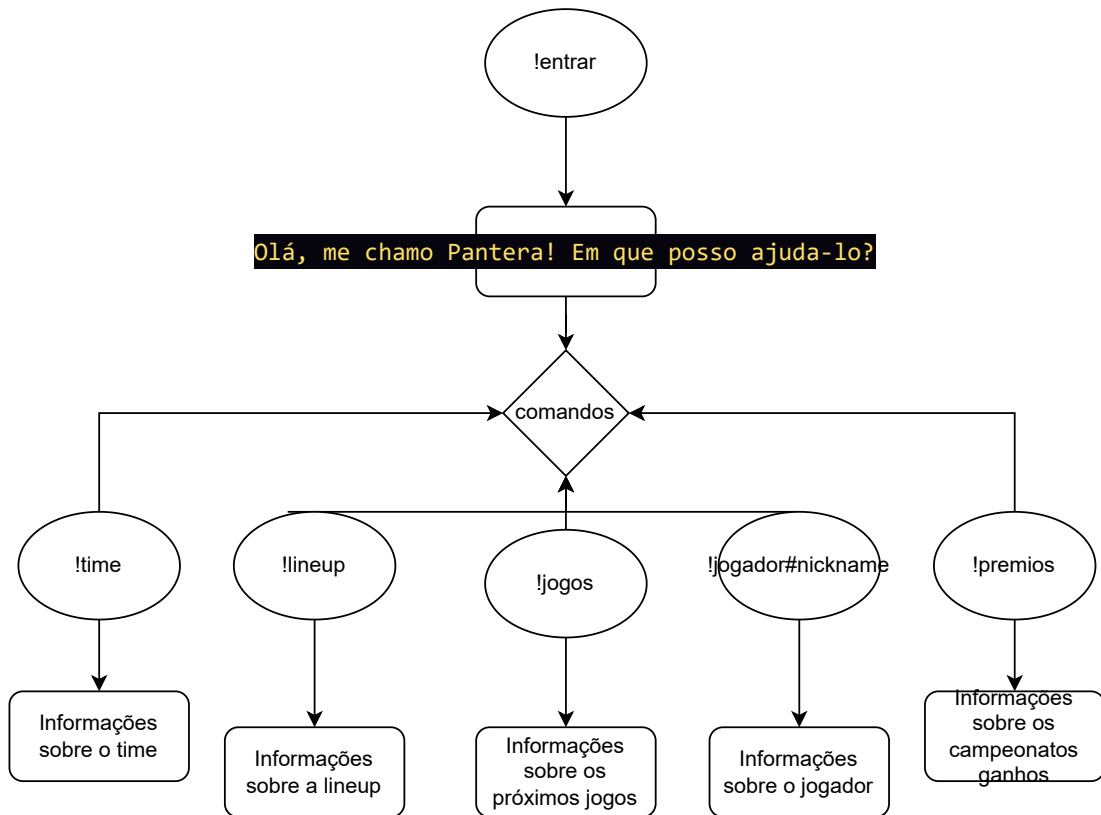 !entrar
Olá, me chamo Pantera! Em que posso ajuda-lo?
comandos
!time
!lineup
!jogos
!jogador#nickname
!premios
Informações
sobre o time
Informações
sobre a lineup
Informações
sobre os
próximos jogos
Informações
sobre o jogador
Informações
sobre os
campeonatos
ganhos